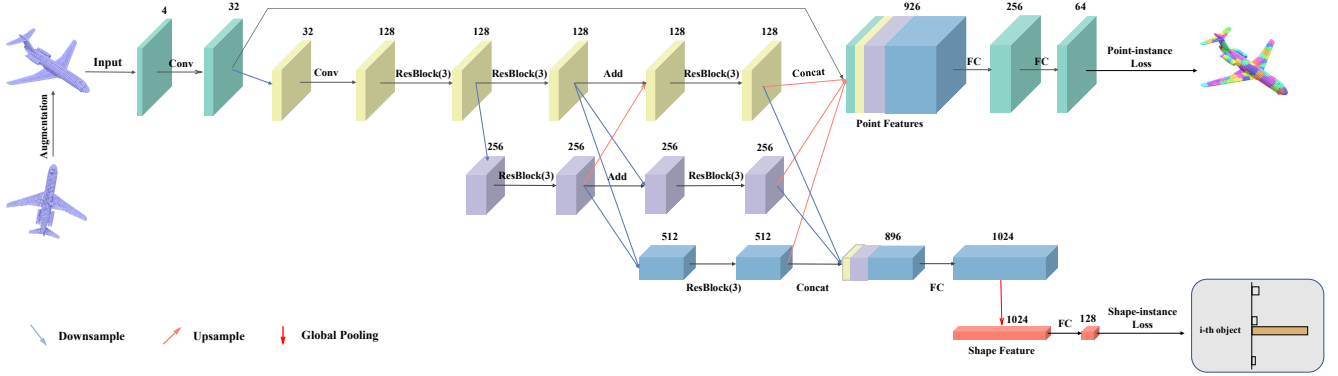 4
32
926
256
64
32
128
128
128
128
128
Input
Conv
Conv
ResBlock(3)
ResBlock(3)
Add
ResBlock(3)
Concat
FC
FC
Point-instance
Loss
Point Features
Augmentation
256
256
256
256
ResBlock(3)
Add
ResBlock(3)
512
512
896
1024
ResBlock(3)
Concat
FC
Downsample
Upsample
Global Pooling
1024
FC
128
Shape-instance
Loss
Shape Feature
i-th object